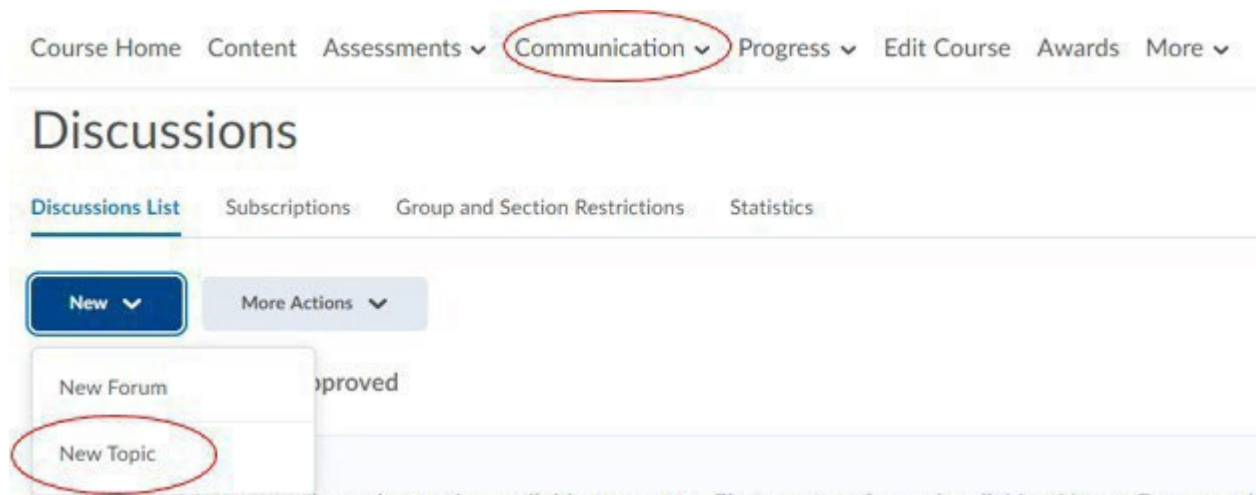 Course Home Content Assessments Communication Progress Edit Course Awards More
Discussions
Discussions List Subscriptions Group and Section Restrictions Statistics
New More Actions
New Forum
New Topic